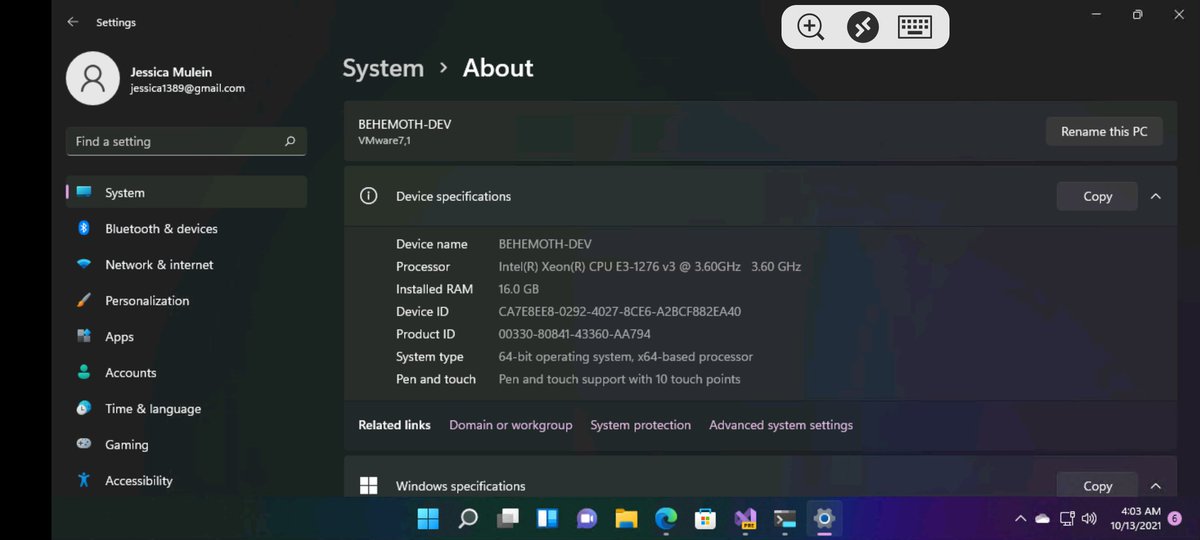 Settings
Jessica Mulein
jessica1389@gmail.com
Find a setting
System
Bluetooth & devices
Network & internet
Personalization
Apps
Accounts
Time & language
Gaming
Accessibility
System > About
BEHEMOTH-DEV
VMware7,1
Rename this PC
Device specifications
Copy
Device name BEHEMOTH-DEV
Processor Intel(R) Xeon(R) CPU E3-1276 v3 @ 3.60GHz 3.60 GHz
Installed RAM 16.0 GB
Device ID CA7E8EE8-0292-4027-8CE6-A2BCF882EA40
Product ID 00330-80841-43360-AA794
System type 64-bit operating system, x64-based processor
Pen and touch Pen and touch support with 10 touch points
Related links Domain or workgroup System protection Advanced system settings
Windows specifications
Copy
PRE
4:03 AM
10/13/2021
6